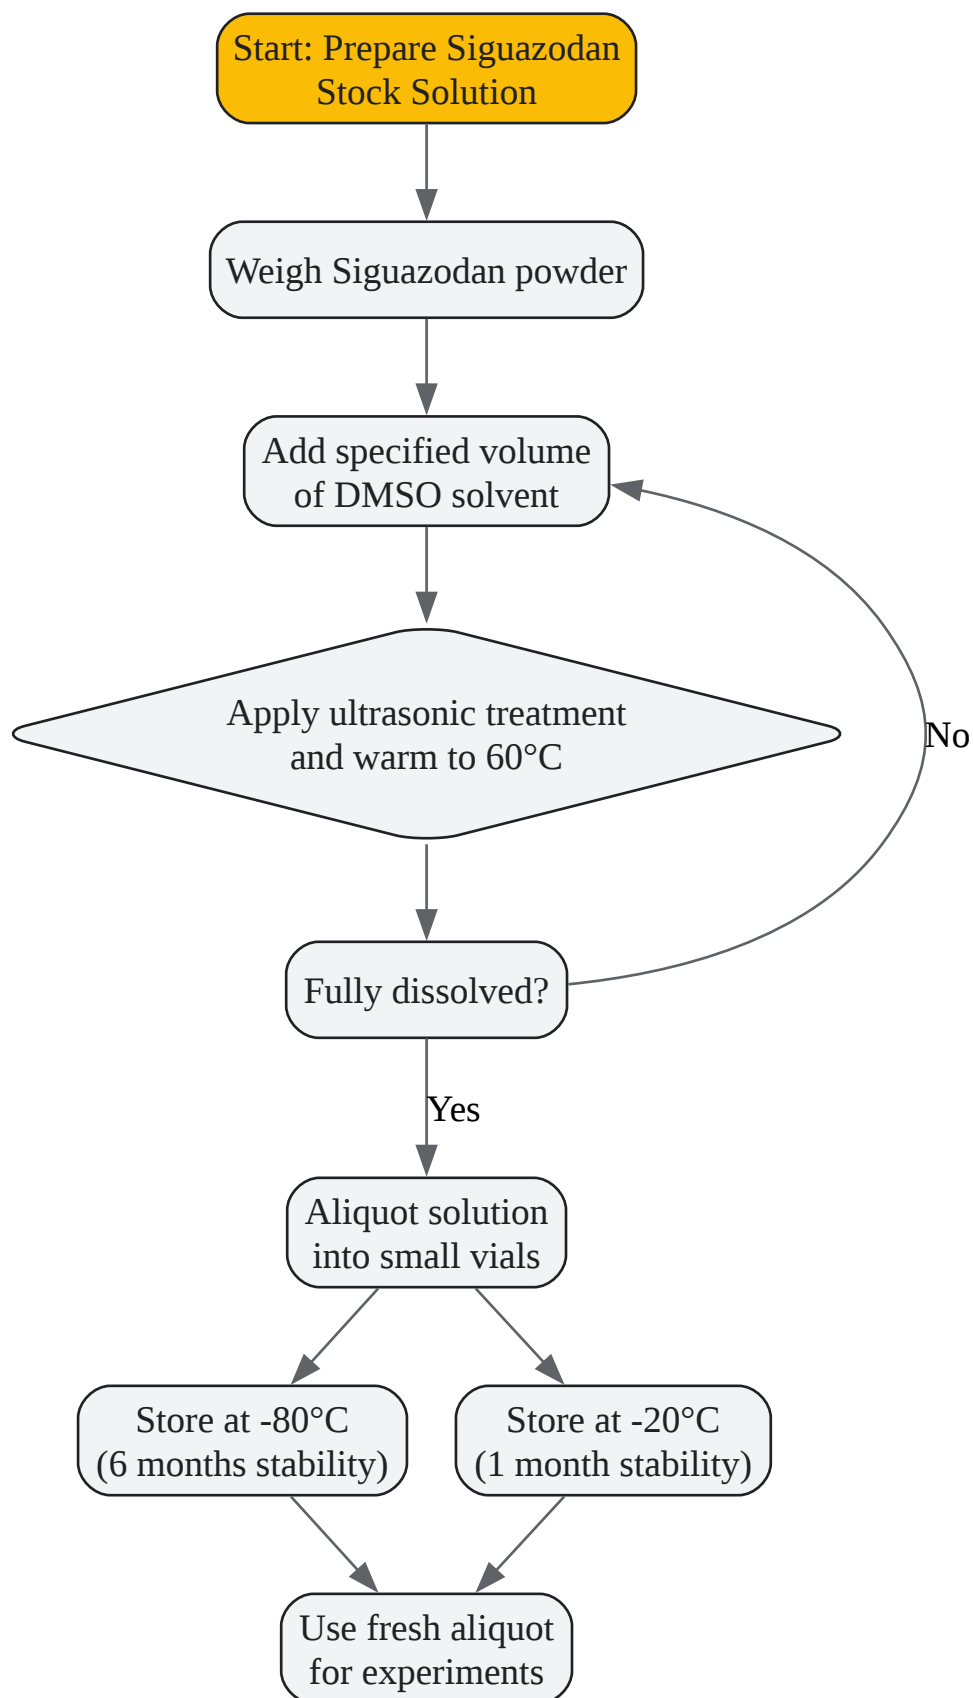 Start: Prepare Siguazodan
Stock Solution
Weigh Siguazodan powder
Add specified volume
of DMSO solvent
Apply ultrasonic treatment
and warm to 60°C
No
Fully dissolved?
Yes
Aliquot solution
into small vials
Store at -80°C
(6 months stability)
Store at -20°C
(1 month stability)
Use fresh aliquot
for experiments